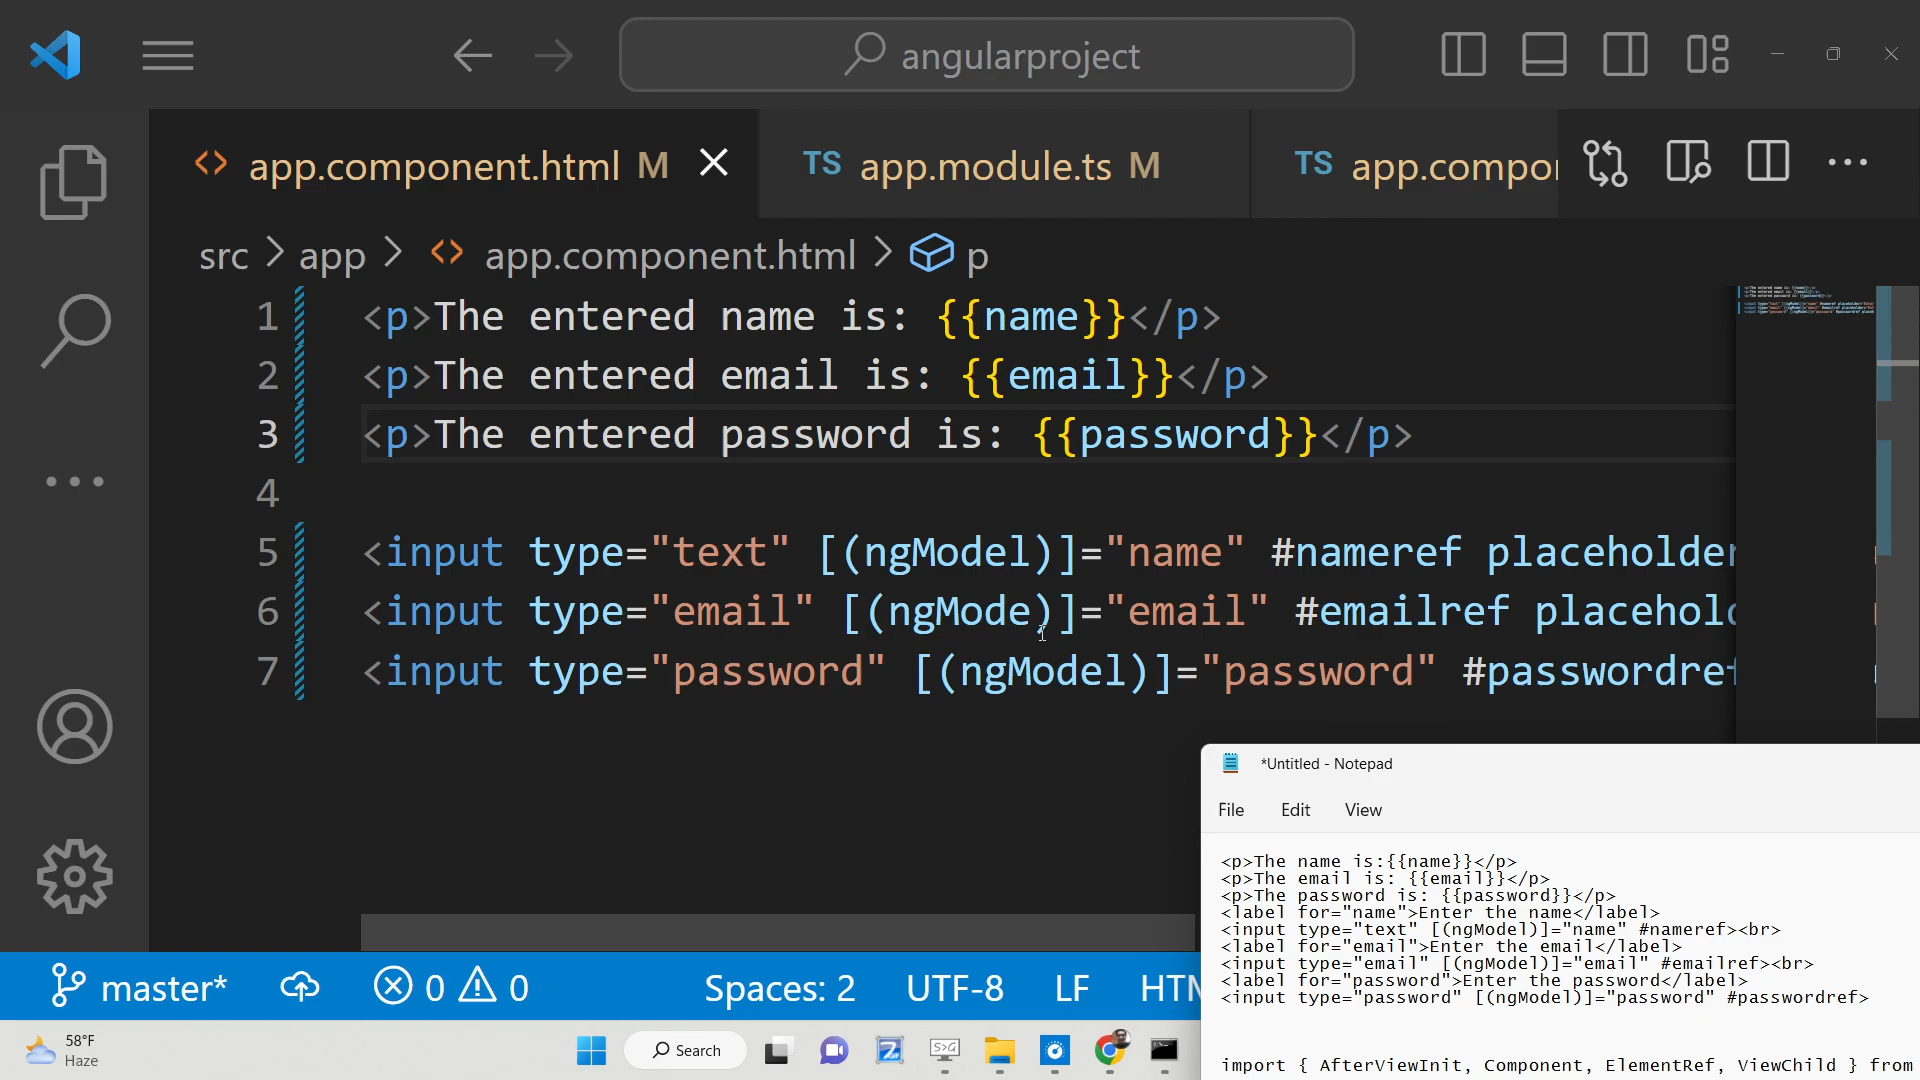 angularproject
<> app.component.html M
TS app.module.ts M
TS app.compo
src > app > <> app.component.html > p
1 <p>The entered name is: {{name}}</p>
2 <p>The entered email is: {{email}}</p>
3 <p>The entered password is: {{password}}</p>
4
5 <input type="text" [(ngModel)]="name" #nameref placeholder
6 <input type="email" [(ngMode)]="email" #emailref placehol
7 <input type="password" [(ngModel)]="password" #passwordref
*Untitled - Notepad
File Edit View
<p>The name is:{{name}}</p>
<p>The email is: {{email}}</p>
<p>The password is: {{password}}</p>
<label for="name">Enter the name</label>
<input type="text" [(ngModel)]="name" #nameref><br>
<label for="email">Enter the email</label>
<input type="email" [(ngModel)]="email" #emailref><br>
<label for="password">Enter the password</label>
<input type="password" [(ngModel)]="password" #passwordref>
import { AfterViewInit, Component, ElementRef, ViewChild } from
master* 0 0 Spaces: 2 UTF-8 LF HTM
58°F
Haze
Search